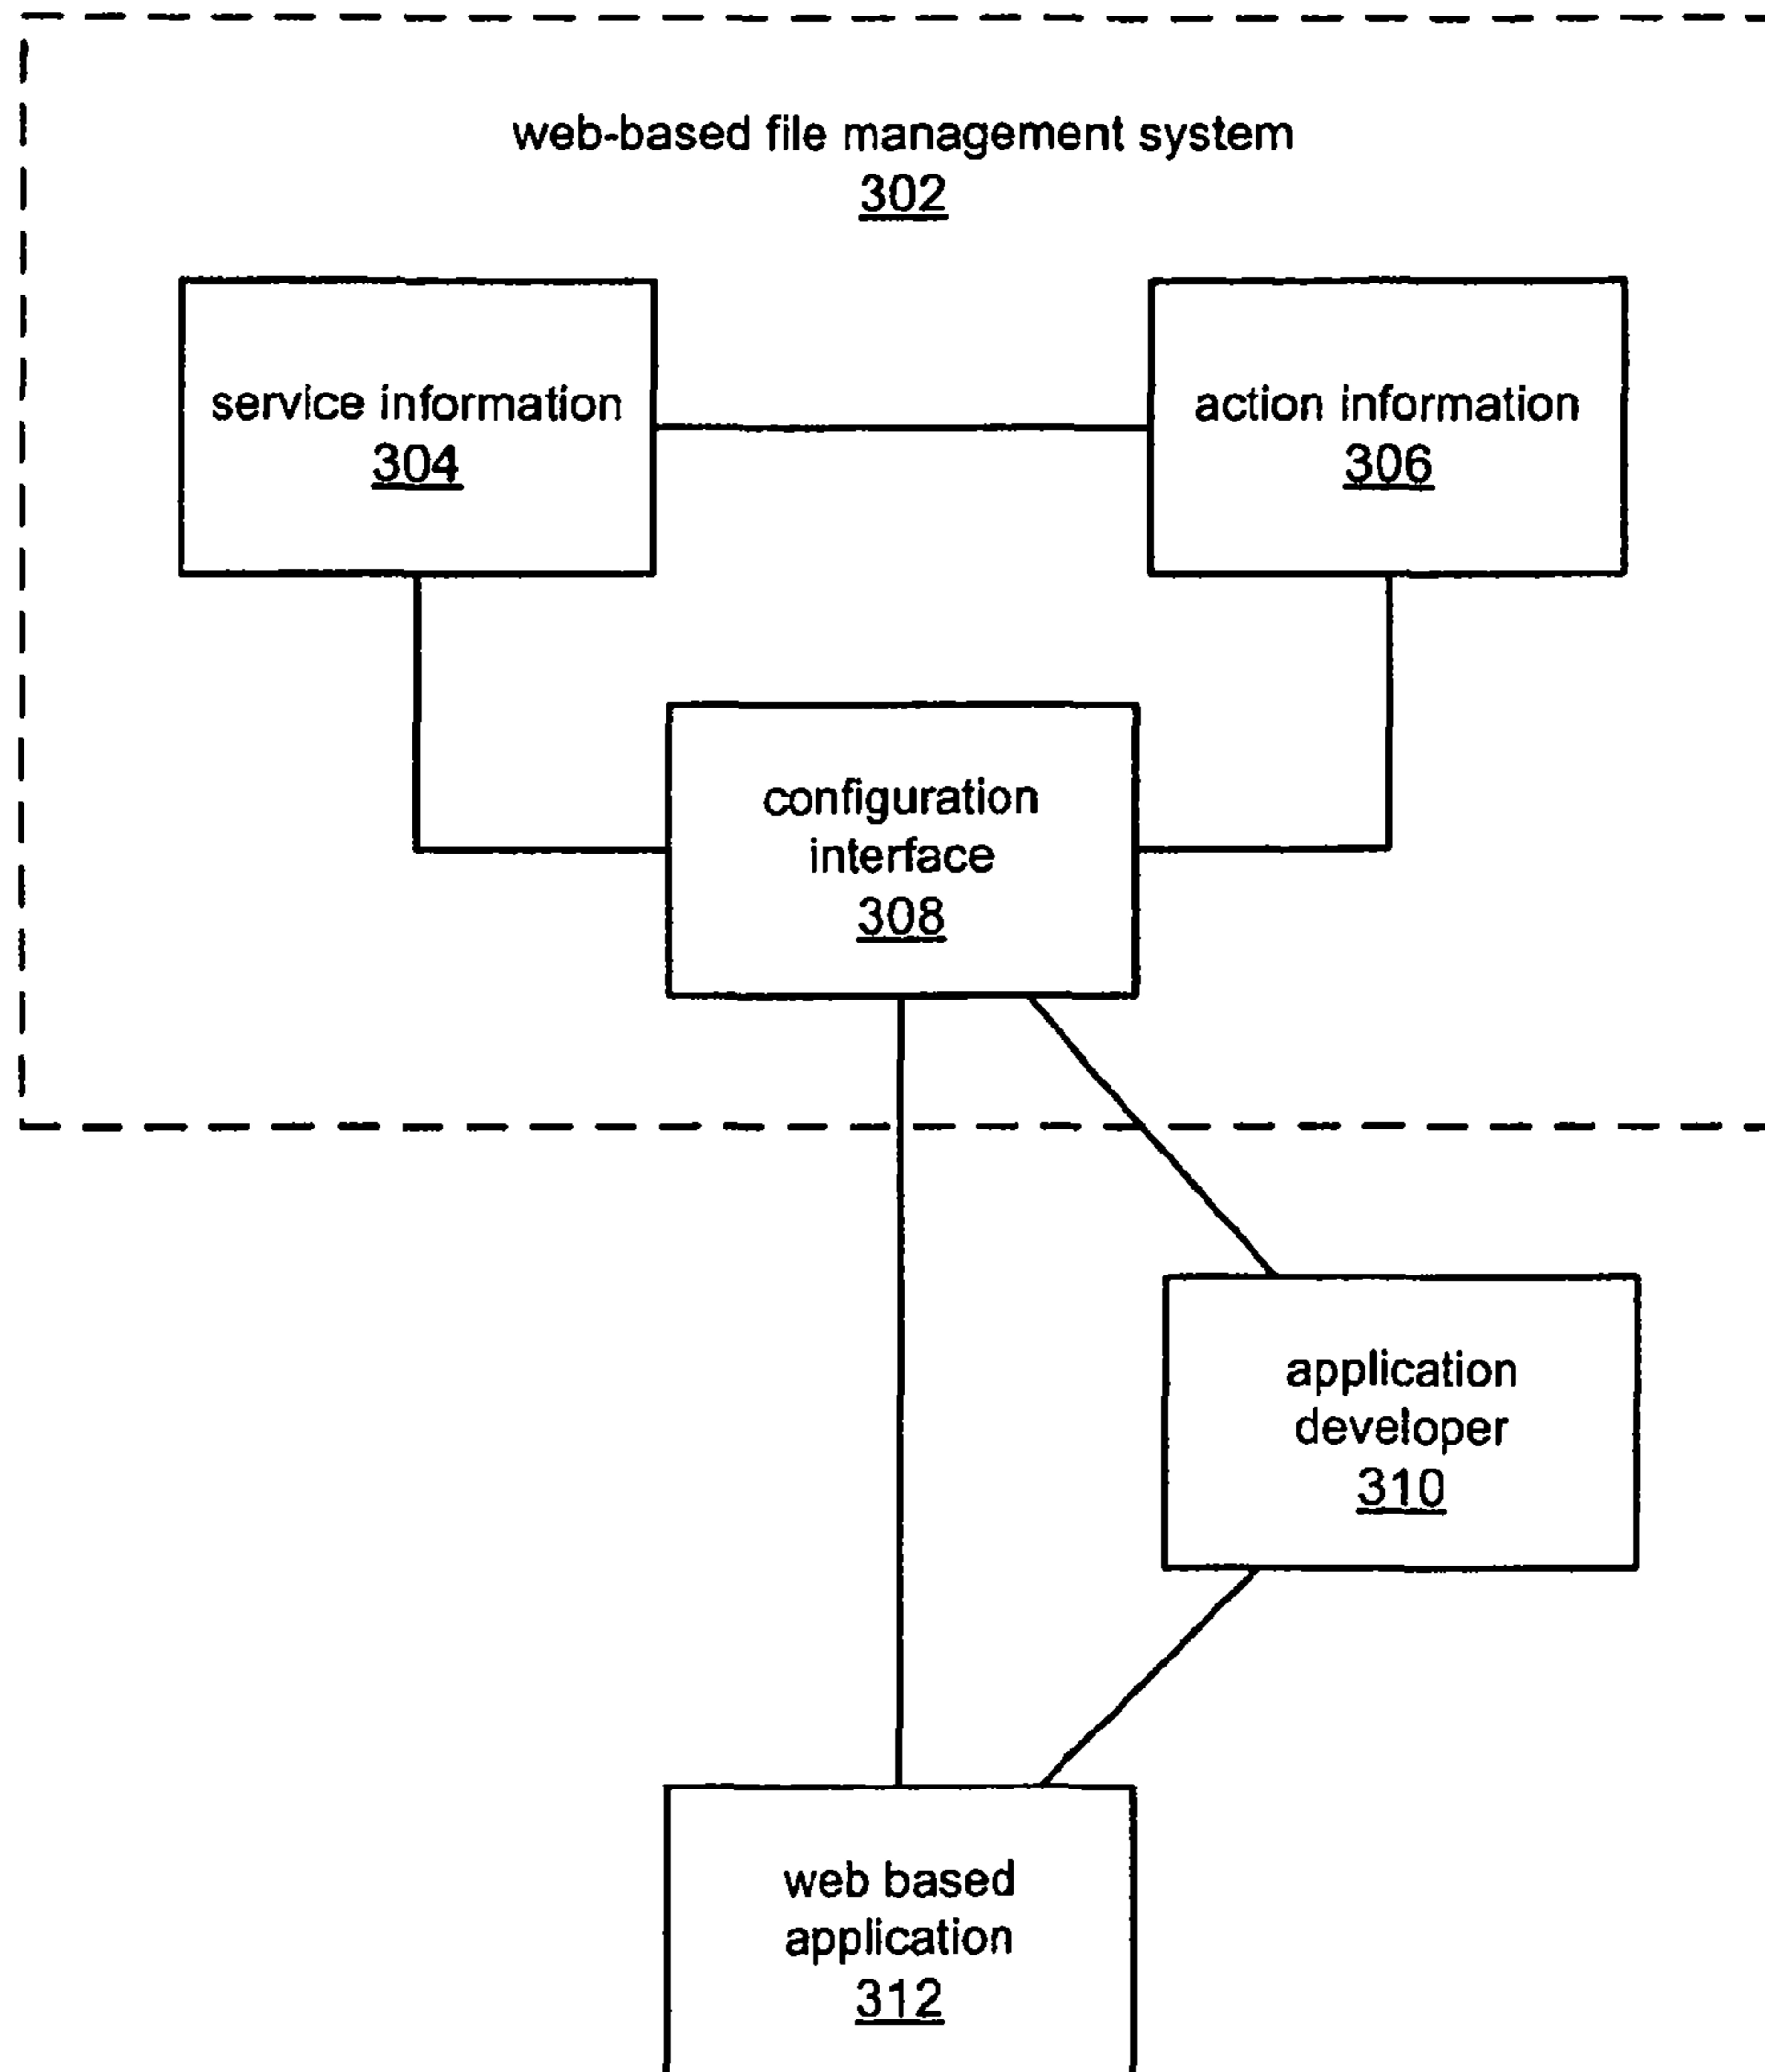 web-based file management system
302
service information
304
action information
306
configuration
interface
308
application
developer
310
web based
application
312